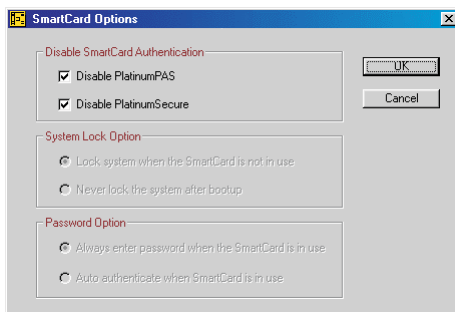 SmartCard Options
Disable SmartCard Authentication
Disable PlatinumPAS
Disable PlatinumSecure
OK
Cancel
System Lock Option
Lock system when the SmartCard is not in use
Never lock the system after bootup
Password Option
Always enter password when the SmartCard is in use
Auto authenticate when SmartCard is in use